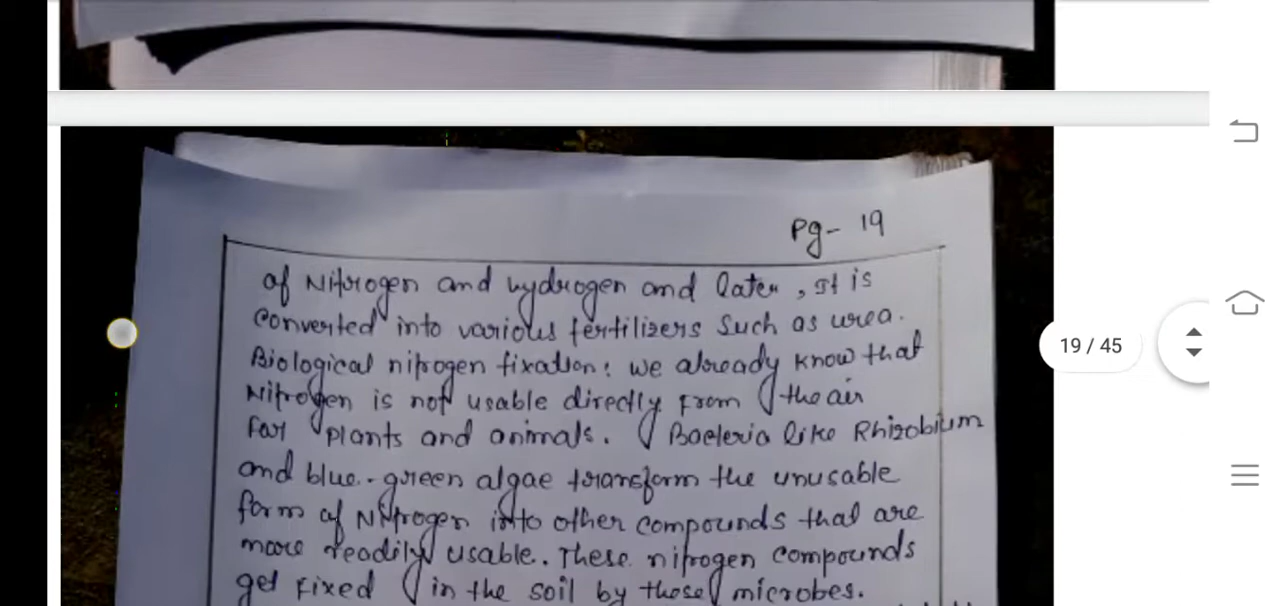 Pg- 19
of Nitrogen and hydrogen and later, It is
converted into various fertilizers such as urea.
Biological nitrogen fixation: we already know that
Nitrogen is not usable directly from the air
For plants and animals. Bacteria like Rhizobium
and blue-green algae transform the unusable
form of Nitrogen into other compounds that are
more readily usable. These nitrogen compounds
get fixed in the soil by these microbes.
19 / 45